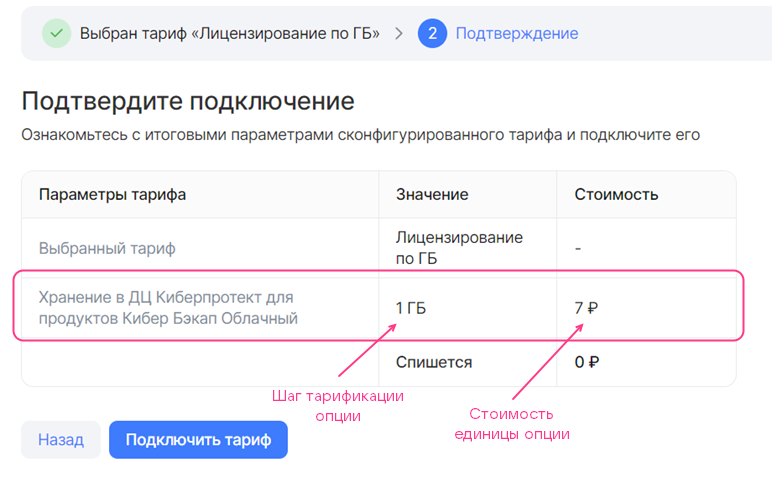 Выбран тариф «Лицензирование по ГБ» > 2 Подтверждение
Подтвердите подключение
Ознакомьтесь с итоговыми параметрами сконфигурированного тарифа и подключите его
Параметры тарифа Значение Стоимость
Выбранный тариф Лицензирование по ГБ -
Хранение в ДЦ Киберпротект для
продуктов Кибер Бэкап Облачный
1 ГБ 7 ₽
Спишется 0 ₽
Шаг тарификации
опции
Стоимость
единицы опции
Назад Подключить тариф